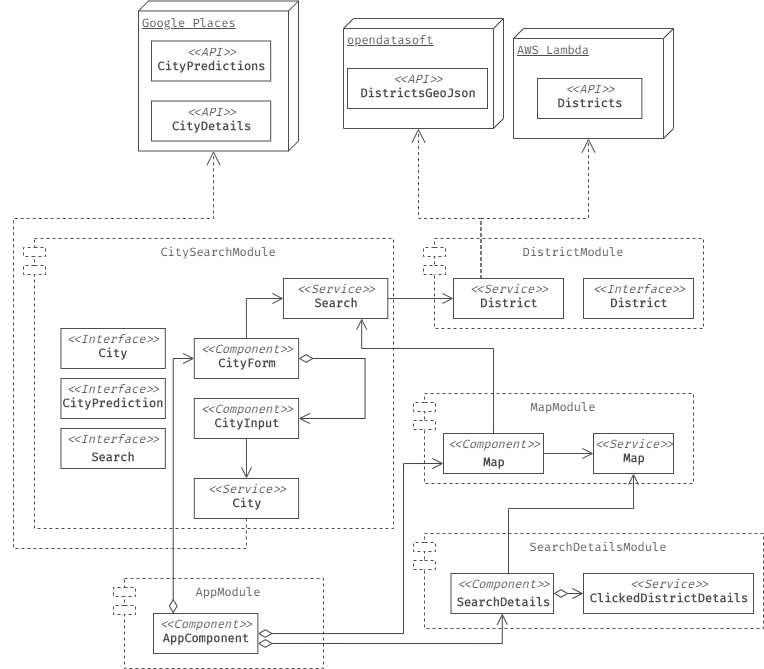 Google Places
<<API>>
CityPredictions
<<API>>
CityDetails
opendatasoft
<<API>>
DistrictsGeoJson
AWS Lambda
<<API>>
Districts
CitySearchModule
<<Service>>
Search
<<Interface>>
City
<<Component>>
CityForm
<<Interface>>
CityPrediction
<<Component>>
CityInput
<<Interface>>
Search
<<Service>>
City
DistrictModule
<<Service>>
District
<<Interface>>
District
MapModule
<<Component>>
Map
<<Service>>
Map
SearchDetailsModule
<<Component>>
SearchDetails
<<Service>>
ClickedDistrictDetails
AppModule
<<Component>>
AppComponent